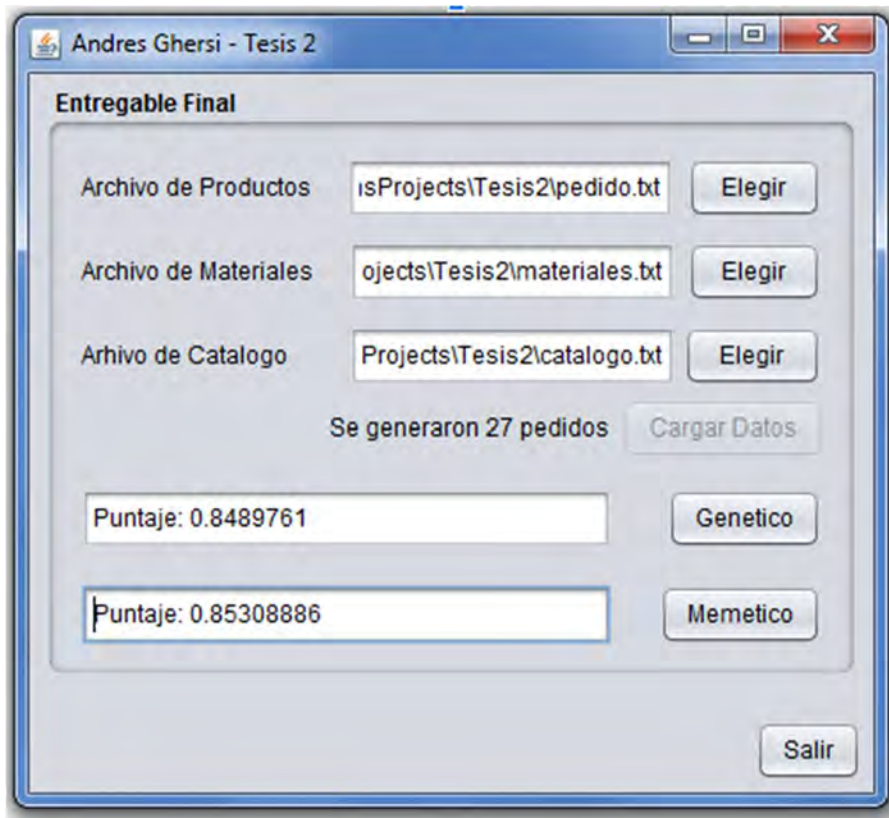 Andres Ghersi - Tesis 2
Entregable Final
Archivo de Productos ısProjects\Tesis2\pedido.txt Elegir
Archivo de Materiales ojects\Tesis2\materiales.txt Elegir
Arhivo de Catalogo Projects\Tesis2\catalogo.txt Elegir
Se generaron 27 pedidos Cargar Datos
Puntaje: 0.8489761 Genetico
Puntaje: 0.85308886 Memetico
Salir